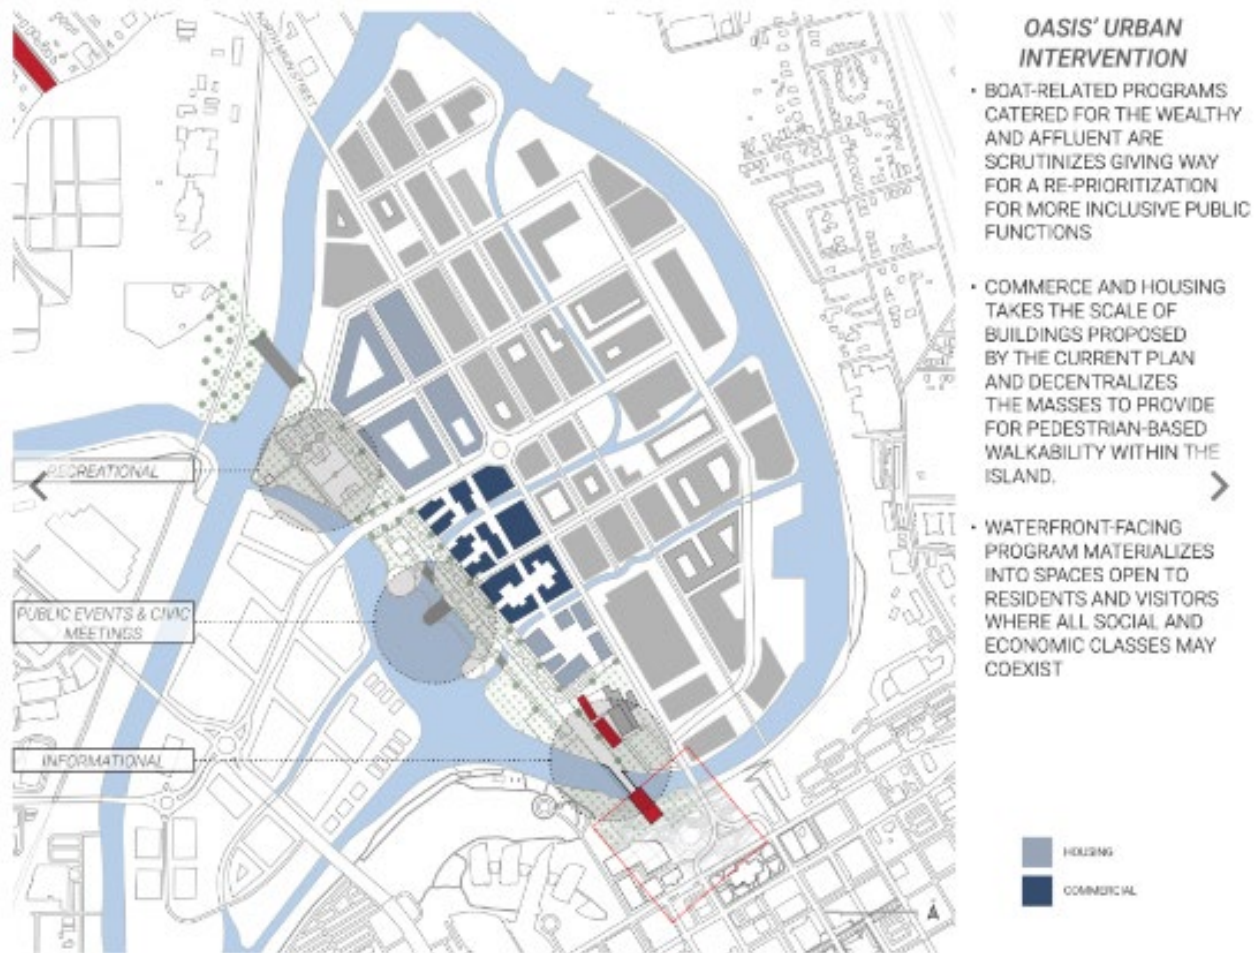 NORTH MAIN STREET
RECREATIONAL
PUBLIC EVENTS & CIVIC
MEETINGS
INFORMATIONAL
OASIS' URBAN
INTERVENTION
• BOAT-RELATED PROGRAMS
CATERED FOR THE WEALTHY
AND AFFLUENT ARE
SCRUTINIZES GIVING WAY
FOR A RE-PRIORITIZATION
FOR MORE INCLUSIVE PUBLIC
FUNCTIONS
• COMMERCE AND HOUSING
TAKES THE SCALE OF
BUILDINGS PROPOSED
BY THE CURRENT PLAN
AND DECENTRALIZES
THE MASSES TO PROVIDE
FOR PEDESTRIAN-BASED
WALKABILITY WITHIN THE
ISLAND.
• WATERFRONT-FACING
PROGRAM MATERIALIZES
INTO SPACES OPEN TO
RESIDENTS AND VISITORS
WHERE ALL SOCIAL AND
ECONOMIC CLASSES MAY
COEXIST
HOUSING
COMMERCIAL